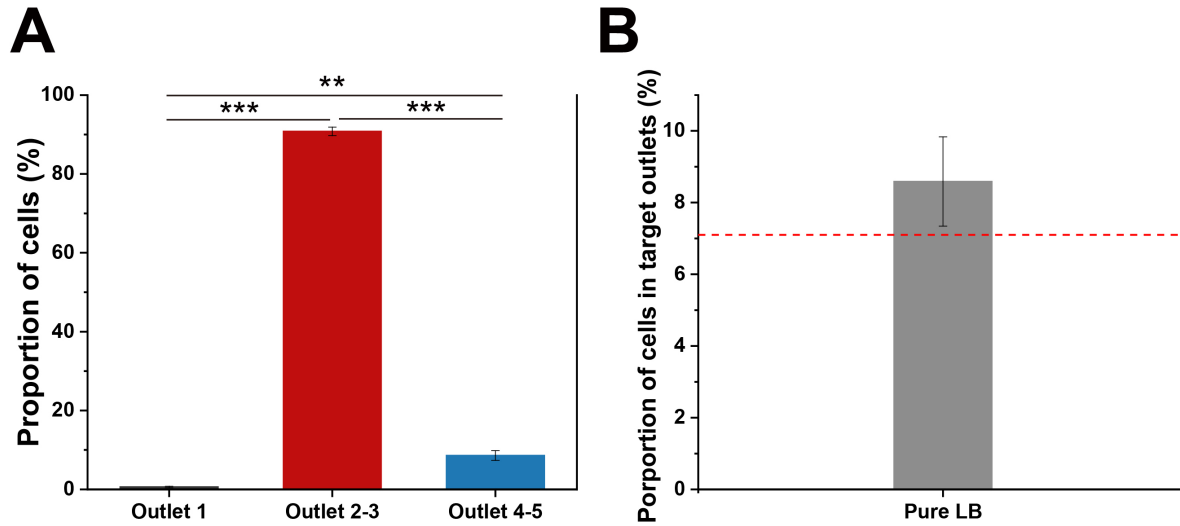 A
Proportion of cells (%)
100
80
60
40
20
0
**
***
***
Outlet 1
Outlet 2-3
Outlet 4-5
B
Porportion of cells in target outlets (%)
10
8
6
4
2
0
Pure LB